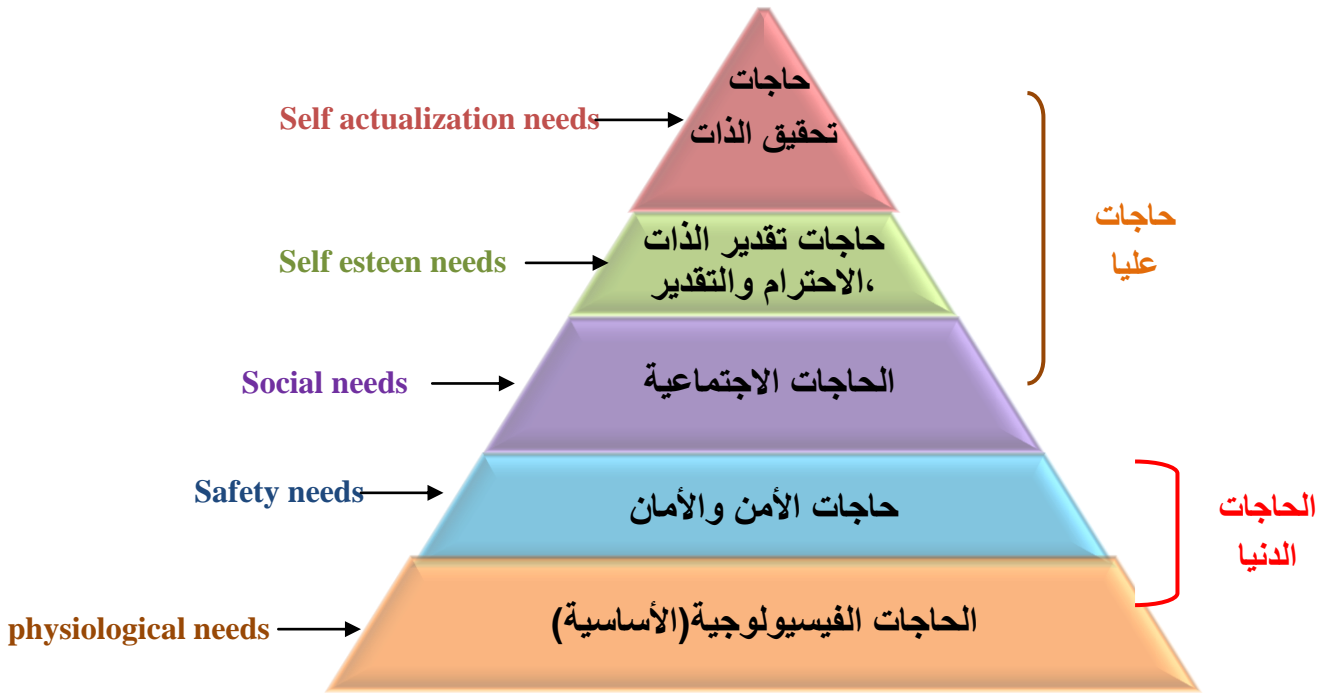 حاجات
تحقيق الذات
Self actualization needs
حاجات
عليا
حاجات تقدير الذات
،الاحترام والتقدير
Self esteen needs
الحاجات الاجتماعية
Social needs
حاجات الأمن والأمان
Safety needs
الحاجات
الدنيا
الحاجات الفيسيولوجية(الأساسية)
physiological needs